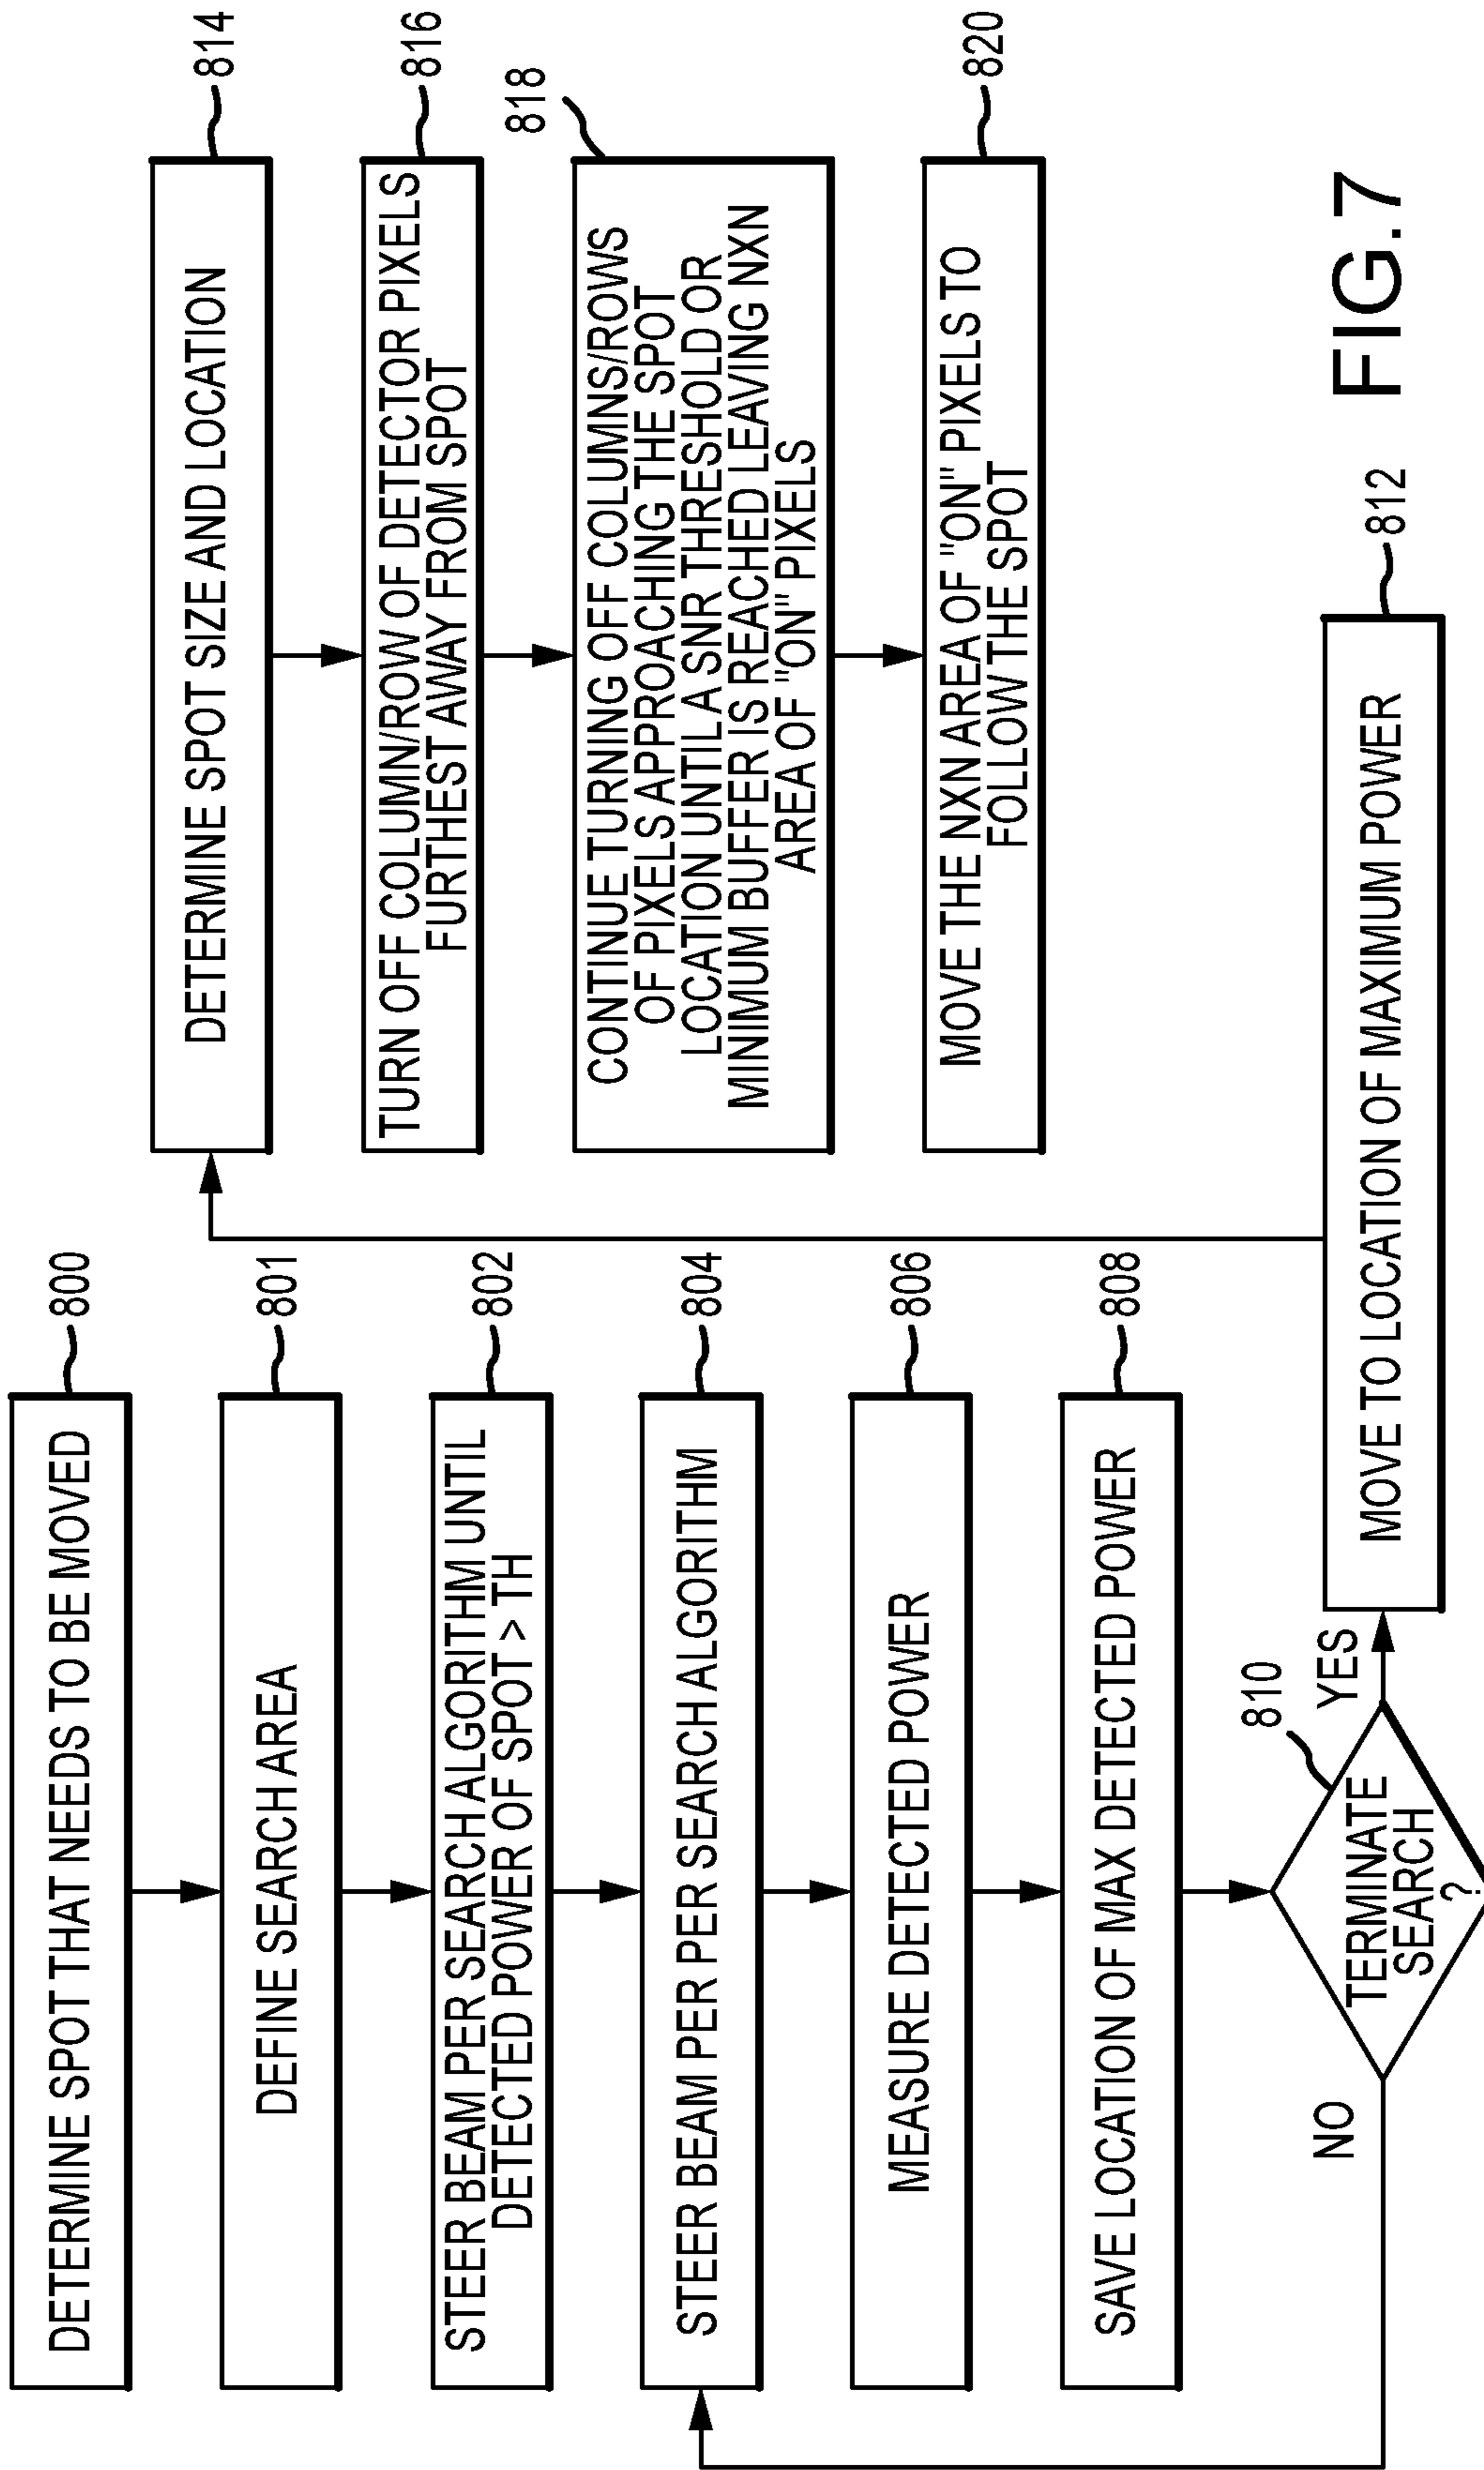 DETERMINE SPOT THAT NEEDS TO BE MOVED
800
DEFINE SEARCH AREA
801
STEER BEAM PER SEARCH ALGORITHM UNTIL
DETECTED POWER OF SPOT > TH
802
STEER BEAM PER PER SEARCH ALGORITHM
804
MEASURE DETECTED POWER
806
SAVE LOCATION OF MAX DETECTED POWER
808
TERMINATE
SEARCH
?
810
NO
YES
MOVE TO LOCATION OF MAXIMUM POWER
812
DETERMINE SPOT SIZE AND LOCATION
814
TURN OFF COLUMN/ROW OF DETECTOR PIXELS
FURTHEST AWAY FROM SPOT
816
CONTINUE TURNING OFF COLUMNS/ROWS
OF PIXELS APPROACHING THE SPOT
LOCATION UNTIL A SNR THRESHOLD OR
MINIMUM BUFFER IS REACHED LEAVING NXN
AREA OF "ON" PIXELS
818
MOVE THE NXN AREA OF "ON" PIXELS TO
FOLLOW THE SPOT
820
FIG.7